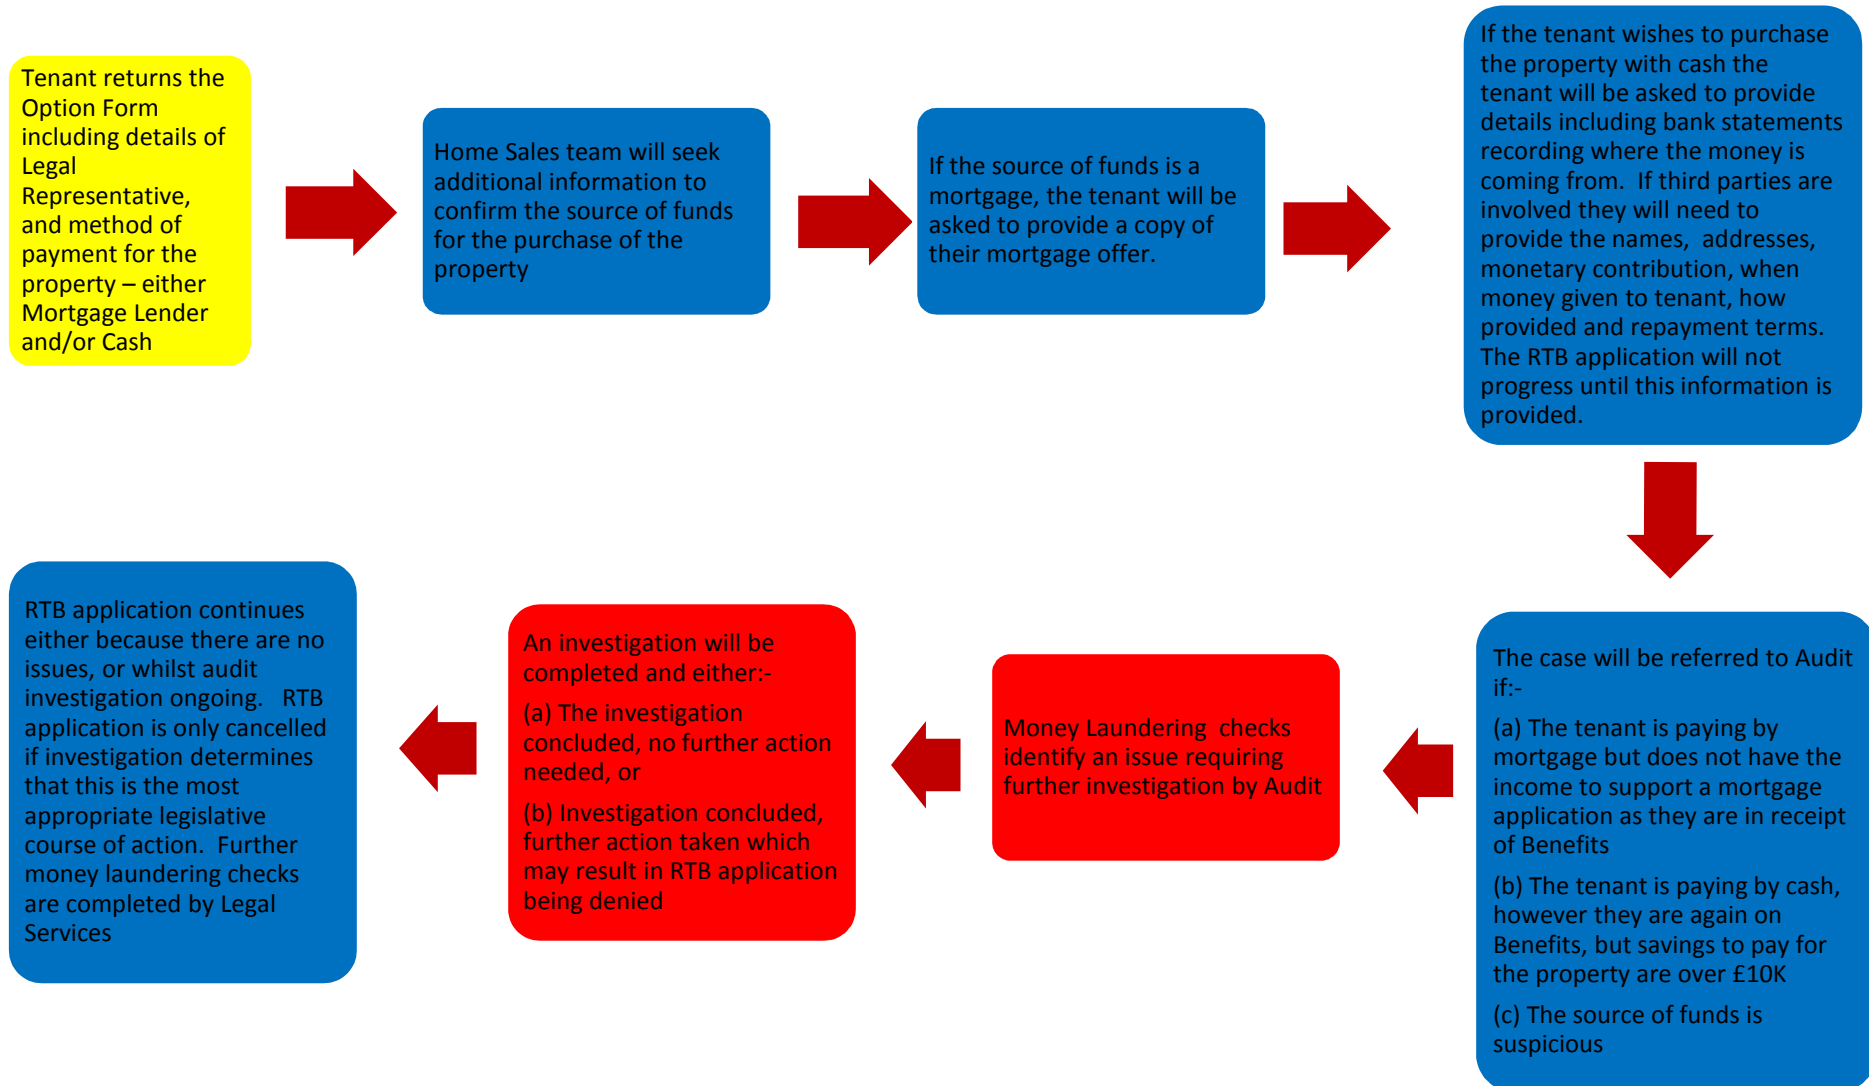 Tenant returns the
Option Form
including details of
Legal
Representative,
and method of
payment for the
property – either
Mortgage Lender
and/or Cash
Home Sales team will seek
additional information to
confirm the source of funds
for the purchase of the
property
If the source of funds is a
mortgage, the tenant will be
asked to provide a copy of
their mortgage offer.
If the tenant wishes to purchase
the property with cash the
tenant will be asked to provide
details including bank statements
recording where the money is
coming from.  If third parties are
involved they will need to
provide the names,  addresses,
monetary contribution, when
money given to tenant, how
provided and repayment terms.
The RTB application will not
progress until this information is
provided.
The case will be referred to Audit
if:-
(a) The tenant is paying by
mortgage but does not have the
income to support a mortgage
application as they are in receipt
of Benefits
(b) The tenant is paying by cash,
however they are again on
Benefits, but savings to pay for
the property are over £10K
(c) The source of funds is
suspicious
Money Laundering  checks
identify an issue requiring
further investigation by Audit
An investigation will be
completed and either:-
(a) The investigation
concluded, no further action
needed, or
(b) Investigation concluded,
further action taken which
may result in RTB application
being denied
RTB application continues
either because there are no
issues, or whilst audit
investigation ongoing.   RTB
application is only cancelled
if investigation determines
that this is the most
appropriate legislative
course of action.  Further
money laundering checks
are completed by Legal
Services